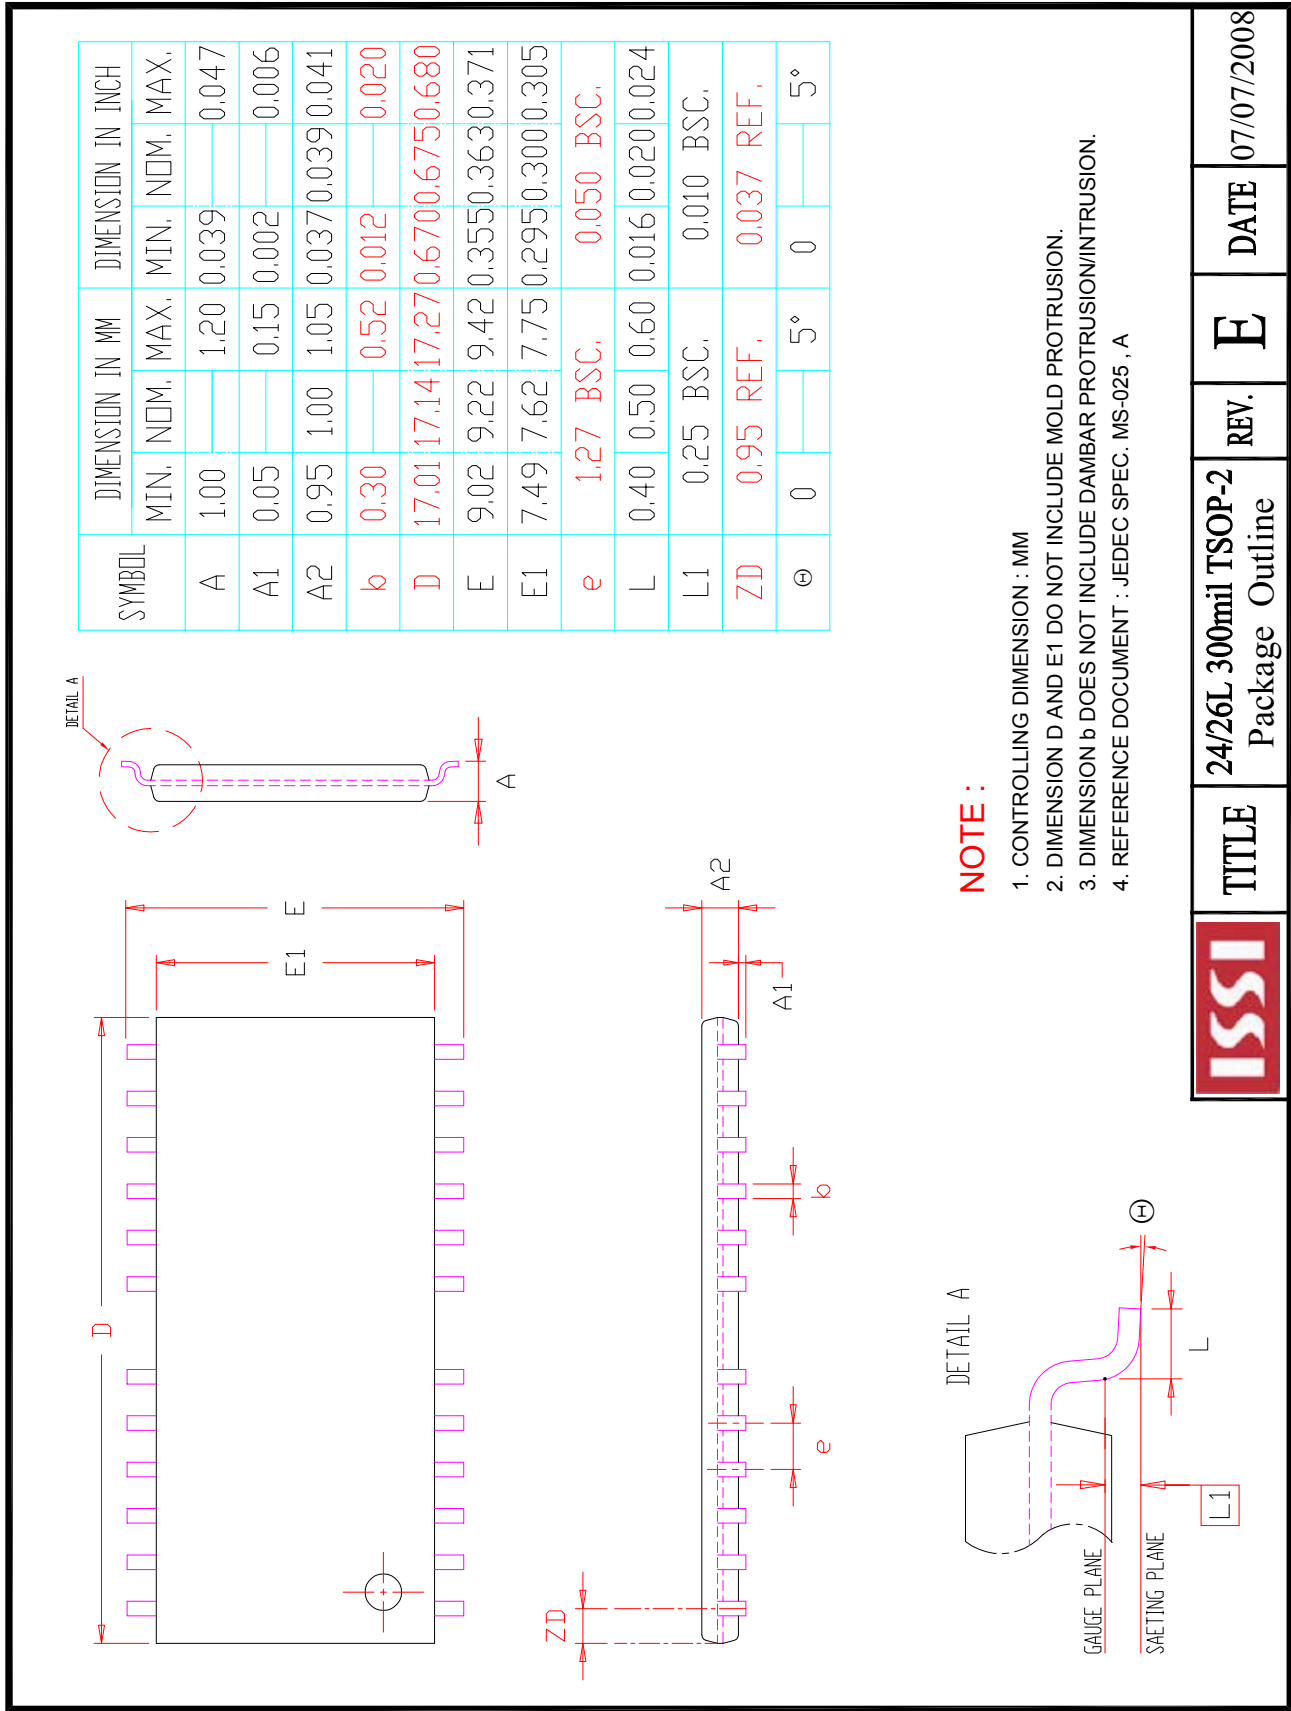 DETAIL A
A
D
E
E1
ZD
e
b
A1
A2
SYMBOL DIMENSION IN MM DIMENSION IN INCH
MIN. NOM. MAX. MIN. NOM. MAX.
A 1.00 1.20 0.039 0.047
A1 0.05 0.15 0.002 0.006
A2 0.95 1.00 1.05 0.037 0.039 0.041
b 0.30 0.52 0.012 0.020
D 17.01 17.14 17.27 0.670 0.675 0.680
E 9.02 9.22 9.42 0.355 0.363 0.371
E1 7.49 7.62 7.75 0.295 0.300 0.305
e 1.27 BSC. 0.050 BSC.
L 0.40 0.50 0.60 0.016 0.020 0.024
L1 0.25 BSC. 0.010 BSC.
ZD 0.95 REF. 0.037 REF.
Θ 0 5° 0 5°
DETAIL A
GAUGE PLANE
SAETING PLANE
L1
L
Θ
NOTE :
1. CONTROLLING DIMENSION : MM
2. DIMENSION D AND E1 DO NOT INCLUDE MOLD PROTRUSION.
3. DIMENSION b DOES NOT INCLUDE DAMBAR PROTRUSION/INTRUSION.
4. REFERENCE DOCUMENT : JEDEC SPEC. MS-025 , A
ISSI
TITLE
24/26L 300mil TSOP-2
Package Outline
REV.
E
DATE
07/07/2008